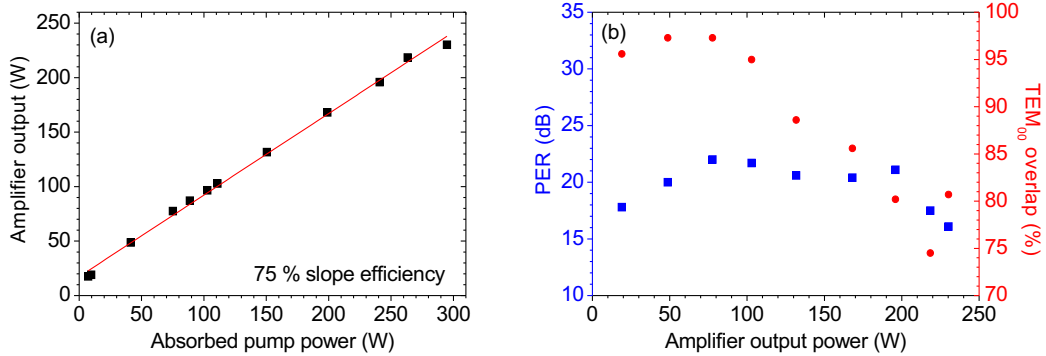 (a)
250
200
150
100
50
0
0 50 100 150 200 250 300
Amplifier output (W)
Absorbed pump power (W)
75 % slope efficiency
(b)
35
30
25
20
15
10
PER (dB)
0 50 100 150 200 250
Amplifier output power (W)
100
95
90
85
80
75
70
TEM00 overlap (%)